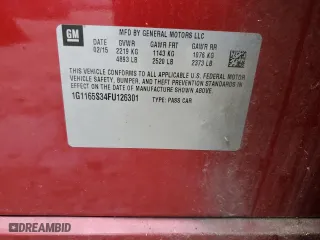 GM
MFD BY GENERAL MOTORS LLC
DATE GVWR GAWR FRT GAWR RR
02/15 2219 KG 1143 KG 1076 KG
4893 LB 2520 LB 2373 LB
THIS VEHICLE CONFORMS TO ALL APPLICABLE U.S. FEDERAL MOTOR VEHICLE
SAFETY, BUMPER, AND THEFT PREVENTION STANDARDS IN EFFECT
ON THE DATE OF MANUFACTURE SHOWN ABOVE.
1G1165S34FU126301 TYPE: PASS CAR
DREAMBID